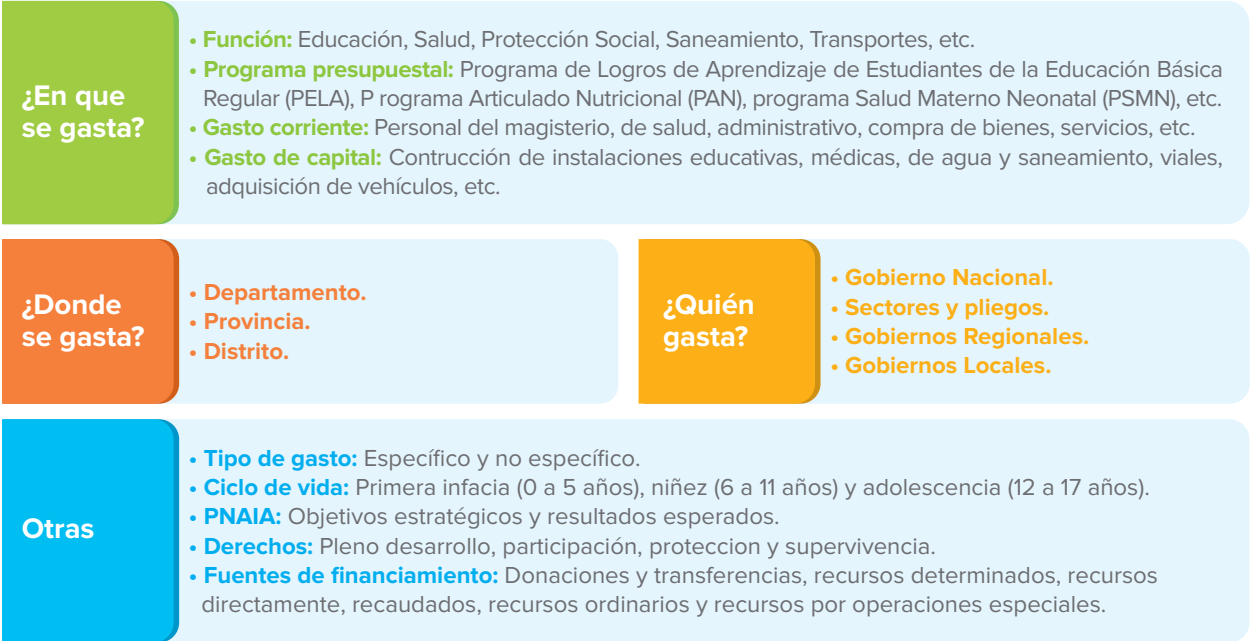 ¿En que
se gasta?
• Función: Educación, Salud, Protección Social, Saneamiento, Transportes, etc.
• Programa presupuestal: Programa de Logros de Aprendizaje de Estudiantes de la Educación Básica
Regular (PELA), P rograma Articulado Nutricional (PAN), programa Salud Materno Neonatal (PSMN), etc.
• Gasto corriente: Personal del magisterio, de salud, administrativo, compra de bienes, servicios, etc.
• Gasto de capital: Contrucción de instalaciones educativas, médicas, de agua y saneamiento, viales,
adquisición de vehículos, etc.
¿Donde
se gasta?
• Departamento.
• Provincia.
• Distrito.
¿Quién
gasta?
• Gobierno Nacional.
• Sectores y pliegos.
• Gobiernos Regionales.
• Gobiernos Locales.
Otras
• Tipo de gasto: Específico y no específico.
• Ciclo de vida: Primera infacia (0 a 5 años), niñez (6 a 11 años) y adolescencia (12 a 17 años).
• PNAIA: Objetivos estratégicos y resultados esperados.
• Derechos: Pleno desarrollo, participación, proteccion y supervivencia.
• Fuentes de financiamiento: Donaciones y transferencias, recursos determinados, recursos
directamente, recaudados, recursos ordinarios y recursos por operaciones especiales.